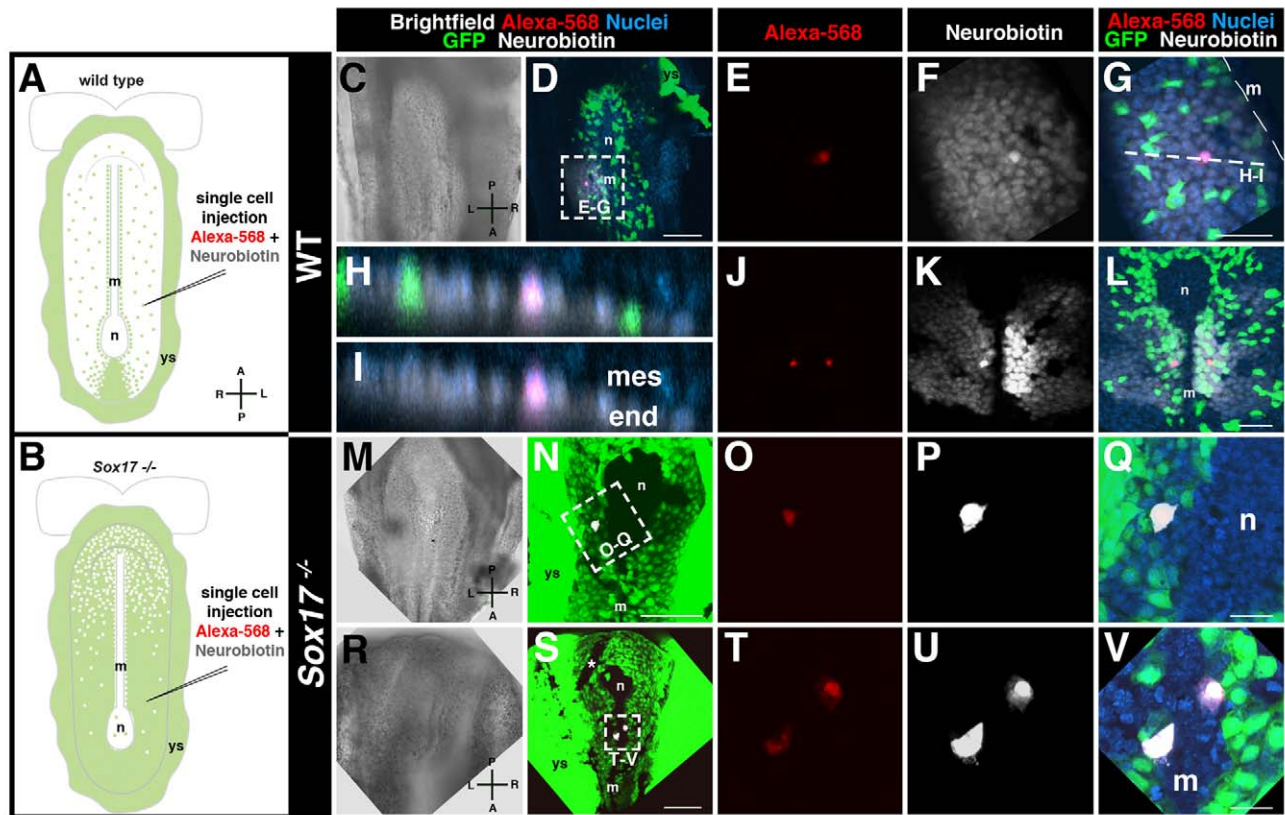 Brightfield Alexa-568 Nuclei
GFP Neurobiotin
Alexa-568
Neurobiotin
Alexa-568 Nuclei
GFP Neurobiotin
A
wild type
single cell
injection
Alexa-568 +
Neurobiotin
m
n
ys
A
R L
P
WT
C
P
L R
A
D
ys
n
m
E-G
E
F
G
m
H-I
H
I
mes
end
J
K
L
n
m
B
Sox17 -/-
single cell
injection
Alexa-568 +
Neurobiotin
m
n
ys
Sox17 -/-
M
P
L R
A
N
n
O-Q
ys
m
O
P
Q
n
R
P
L R
A
S
*
n
T-V
ys
m
T
U
V
m